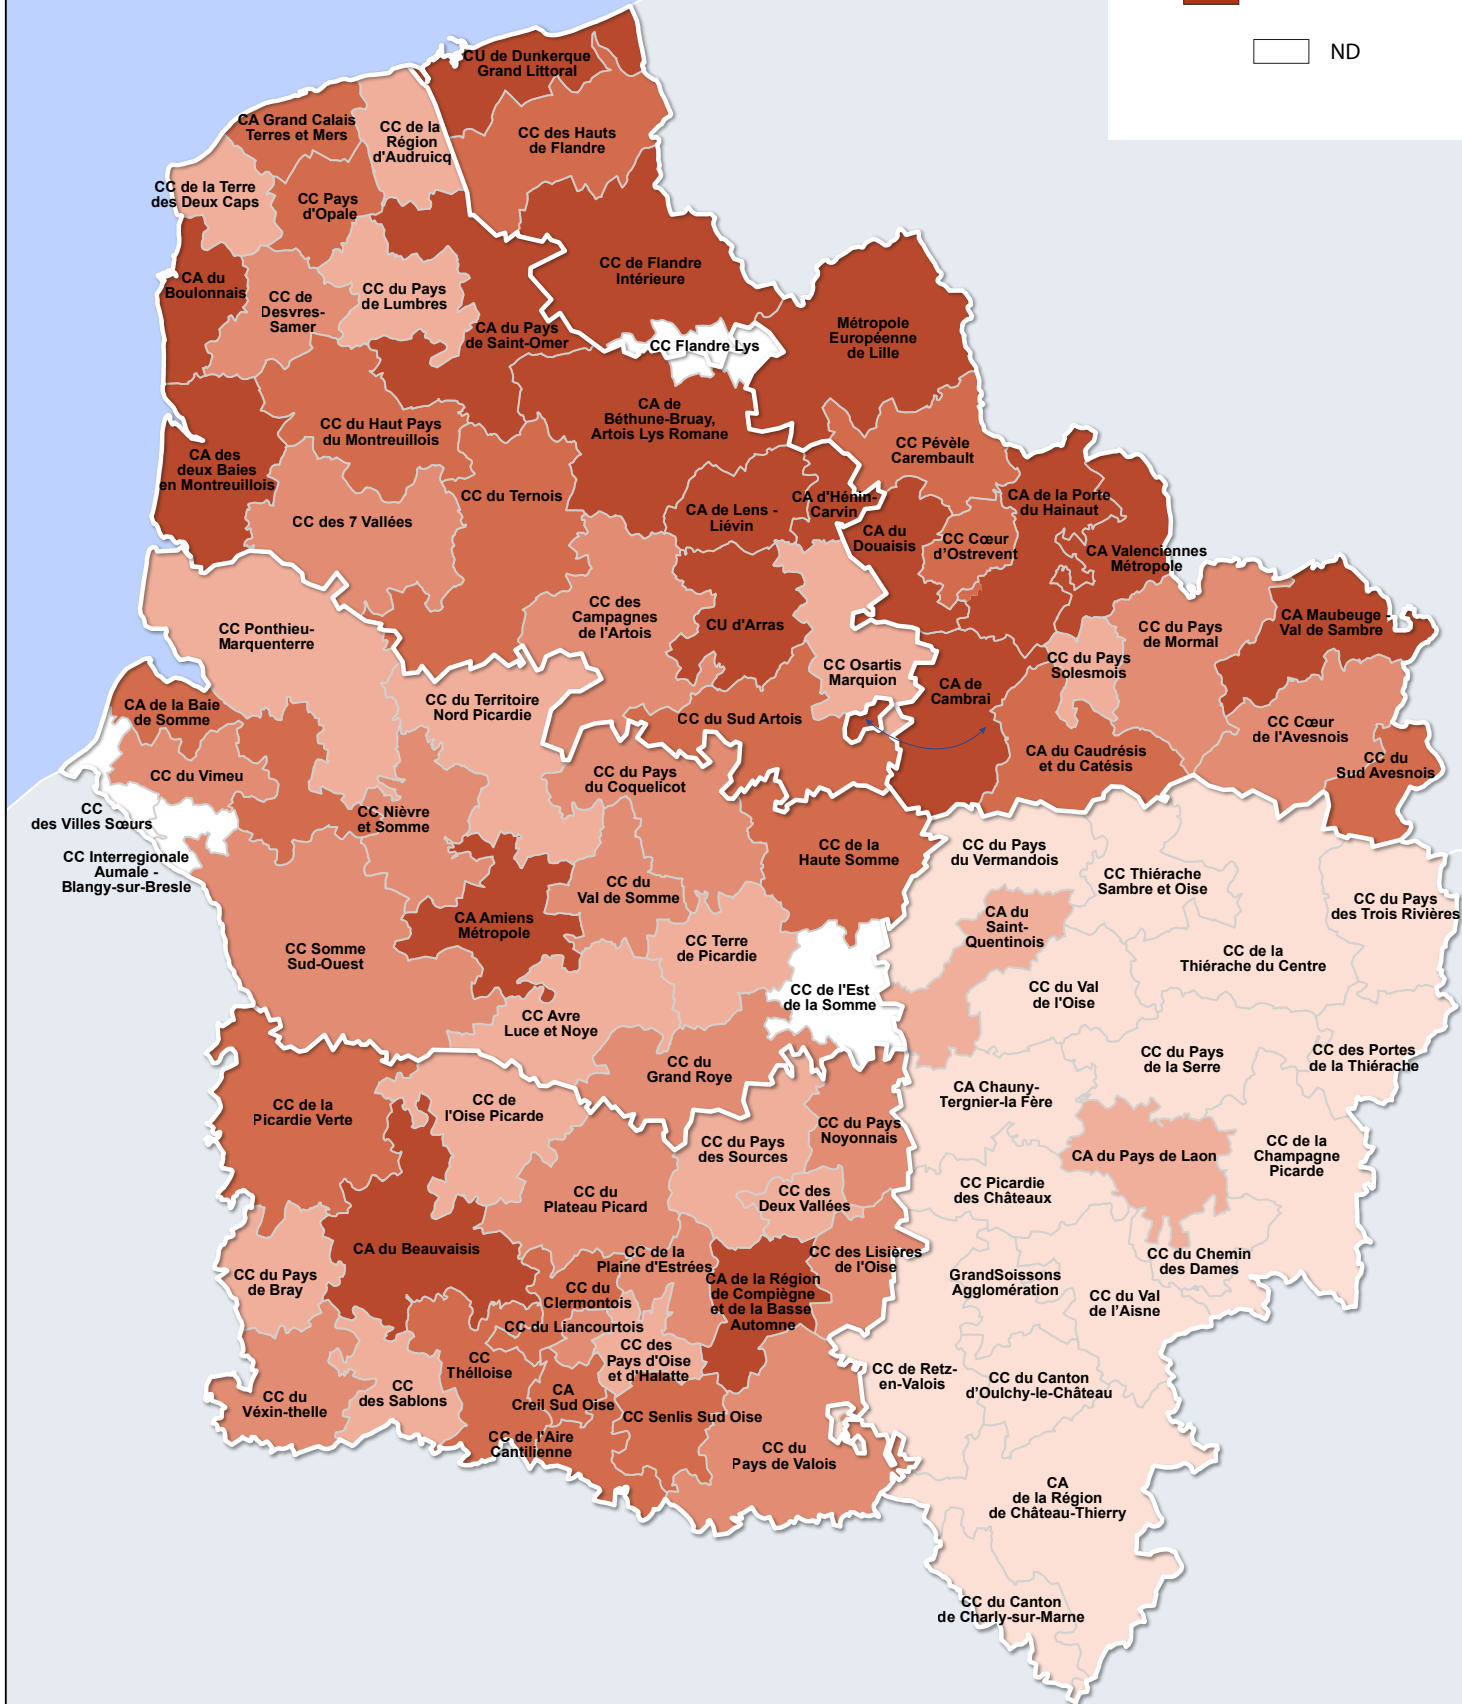 ND
CU de Dunkerque
Grand Littoral
CA Grand Calais
Terres et Mers
CC de la
Région
d'Audruicq
CC des Hauts
de Flandre
CC de la Terre
des Deux Caps
CC Pays
d'Opale
CA du
Boulonnais
CC de
Desvres-
Samer
CC du Pays
de Lumbres
CC de Flandre
Intérieure
CA du Pays
de Saint-Omer
CC Flandre Lys
Métropole
Européenne
de Lille
CC du Haut Pays
du Montreuillois
CA de
Béthune-Bruay,
Artois Lys Romane
CC Pévèle
Carembault
CA des
deux Baies
en Montreuillois
CC des 7 Vallées
CC du Ternois
CA de Lens -
Liévin
CA d'Hénin-
Carvin
CA du
Douaisis
CC Cœur
d'Ostrevent
CA de la Porte
du Hainaut
CA Valenciennes
Métropole
CC Ponthieu-
Marquenterre
CC des
Campagnes
de l'Artois
CU d'Arras
CC Osartis
Marquion
CC du Pays
Solesmois
CC du Pays
de Mormal
CA Maubeuge -
Val de Sambre
CA de la Baie
de Somme
CC du Territoire
Nord Picardie
CC du Sud Artois
CA de
Cambrai
CA du Caudrésis
et du Catésis
CC Cœur
de l'Avesnois
CC du
Sud Avesnois
CC du Vimeu
CC
des Villes Sœurs
CC Nièvre
et Somme
CC du Pays
du Coquelicot
CC Interregionale
Aumale -
Blangy-sur-Bresle
CC de la
Haute Somme
CC du Pays
du Vermandois
CC Thiérache
Sambre et Oise
CC du Pays
des Trois Rivières
CC Somme
Sud-Ouest
CA Amiens
Métropole
CC du
Val de Somme
CC Terre
de Picardie
CA du
Saint-
Quentinois
CC de la
Thiérache du Centre
CC de l'Est
de la Somme
CC du Val
de l'Oise
CC Avre
Luce et Noye
CC du
Grand Roye
CC du Pays
de la Serre
CC des Portes
de la Thiérache
CC de la
Picardie Verte
CC de
l'Oise Picarde
CC du Pays
des Sources
CC du Pays
Noyonnais
CA Chauny-
Tergnier-la Fère
CA du Pays de Laon
CC de la
Champagne
Picarde
CC du
Plateau Picard
CC des
Deux Vallées
CC Picardie
des Châteaux
CA du Beauvaisis
CC de la
Plaine d'Estrées
CC des Lisières
de l'Oise
CC du Chemin
des Dames
CC du Pays
de Bray
CC du
Clermontois
CA de la Région
de Compiègne
et de la Basse
Automne
GrandSoissons
Agglomération
CC du Val
de l'Aisne
CC du Liancourtois
CC des
Pays d'Oise
et d'Halatte
CC
Thélloise
CC du
Véxin-thelle
CC
des Sablons
CA
Creil Sud Oise
CC Senlis Sud Oise
CC de Retz-
en-Valois
CC du Canton
d'Oulchy-le-Château
CC de l'Aire
Cantilienne
CC du
Pays de Valois
CA
de la Région
de Château-Thierry
CC du Canton
de Charly-sur-Marne